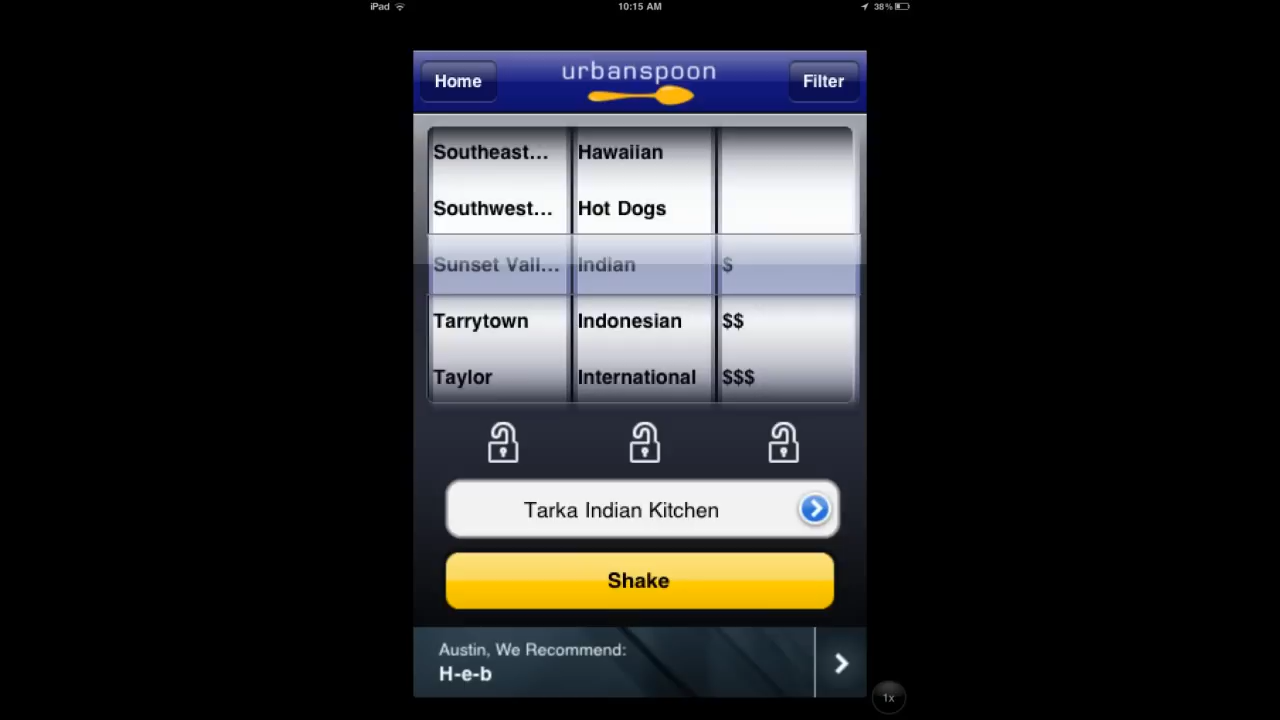 iPad 10:15 AM 38%
Home urbanspoon Filter
Southeast... Hawaiian
Southwest... Hot Dogs
Sunset Vall... Indian $
Tarrytown Indonesian $$
Taylor International $$$
Tarka Indian Kitchen
Shake
Austin, We Recommend:
H-e-b
1x